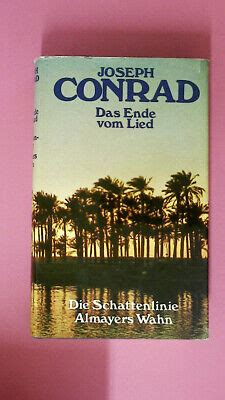 JOSEPH
CONRAD
Das Ende
vom Lied
Die Schattenlinie
Almayers Wahn